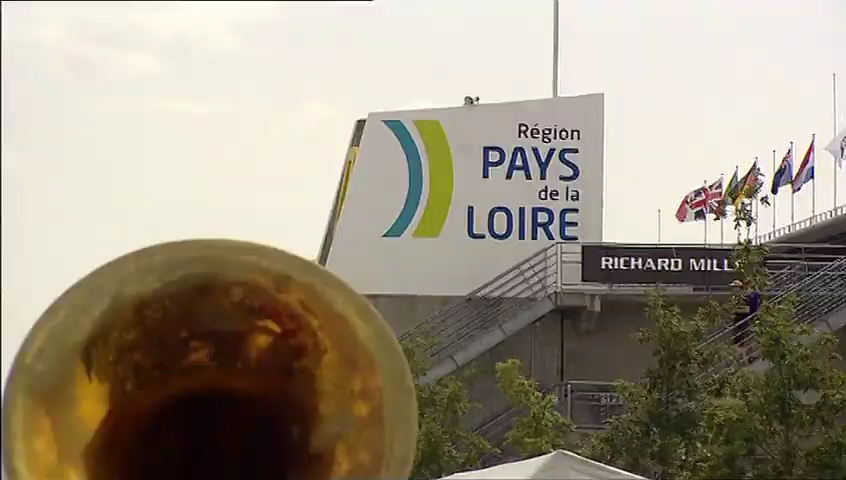 Région
PAYS
de la
LOIRE
RICHARD MILL